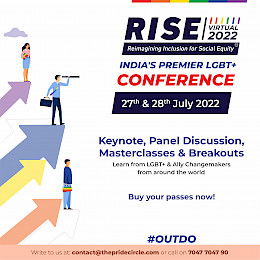 RISE VIRTUAL 2022
Reimagining Inclusion for Social Equity
INDIA'S PREMIER LGBT+
CONFERENCE
27th & 28th July 2022
Keynote, Panel Discussion,
Masterclasses & Breakouts
Learn from LGBT+ & Ally Changemakers
from around the world
Buy your passes now!
#OUTDO
Write to us at: contact@thepridecircle.com or call on 7047 7047 90